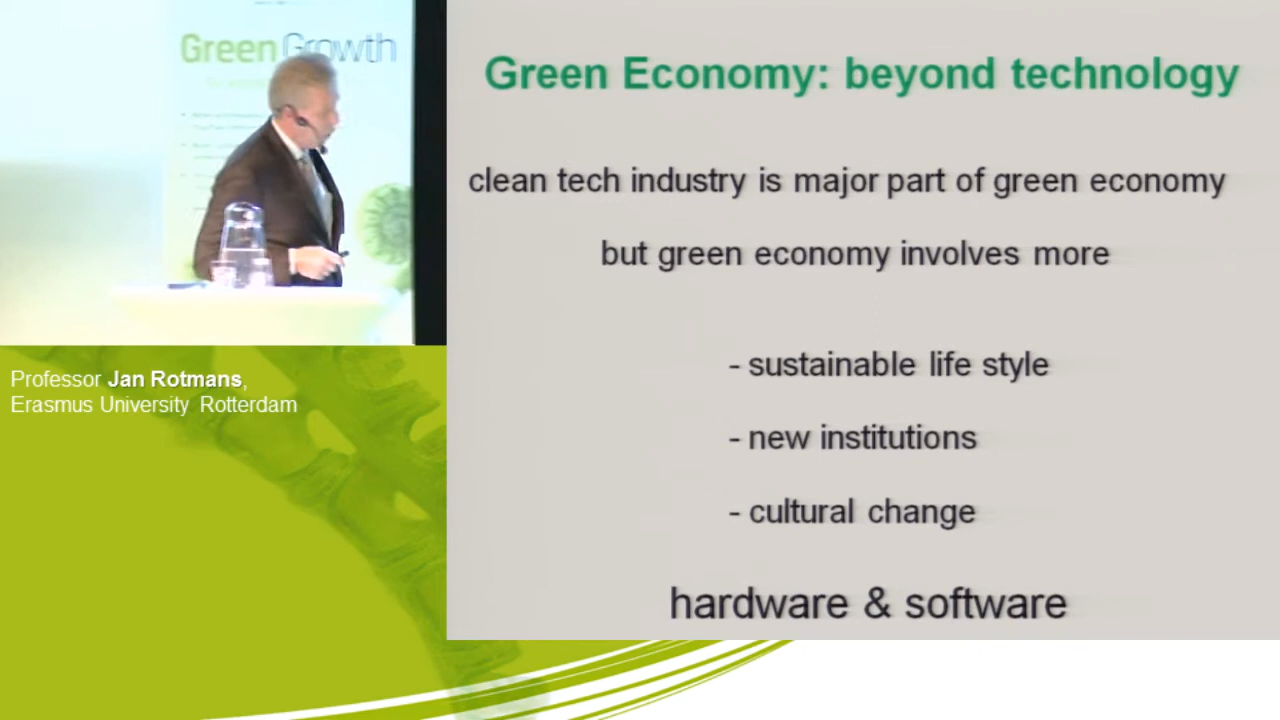 Green Growth
Green Economy: beyond technology
clean tech industry is major part of green economy
but green economy involves more
- sustainable life style
- new institutions
- cultural change
hardware & software
Professor Jan Rotmans,
Erasmus University Rotterdam